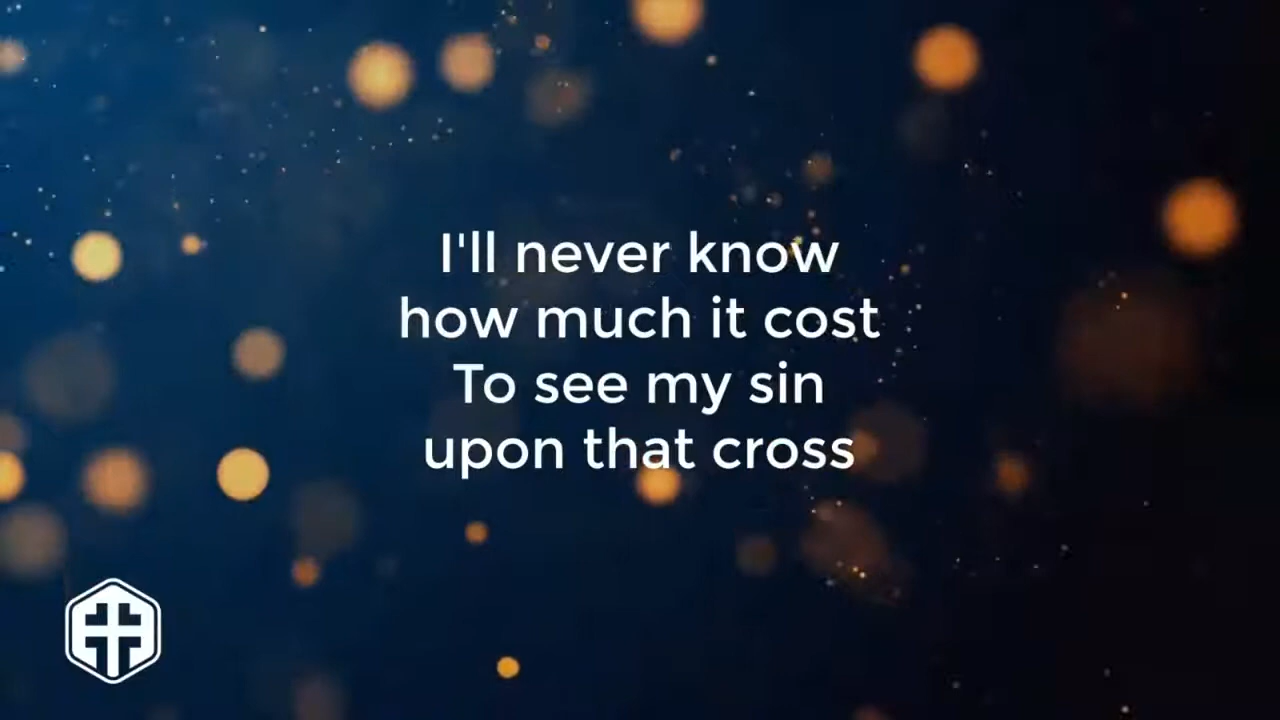 I'll never know
how much it cost
To see my sin
upon that cross